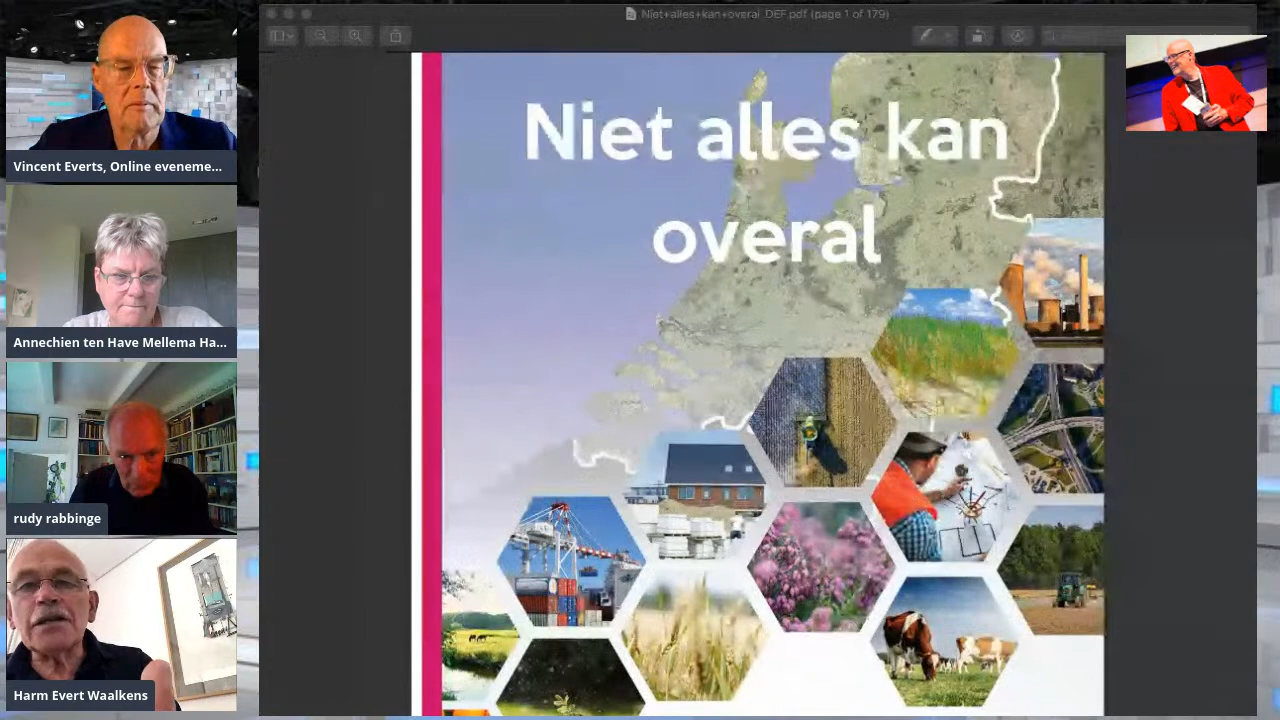 Niet+alles+kan+overal_DEF.pdf (page 1 of 179)
Niet alles kan
overal
Vincent Everts, Online eveneme...
Annechien ten Have Mellema Ha...
rudy rabbinge
Harm Evert Waalkens